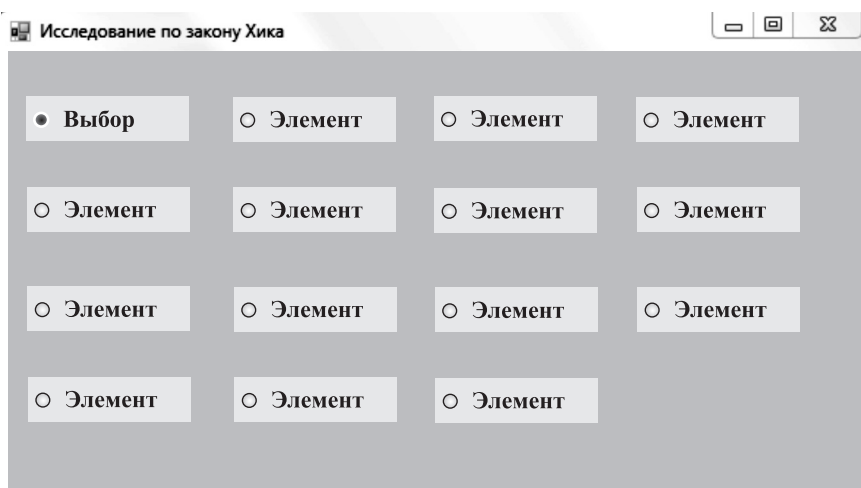 Исследование по закону Хика
Выбор Элемент Элемент Элемент
Элемент Элемент Элемент Элемент
Элемент Элемент Элемент Элемент
Элемент Элемент Элемент